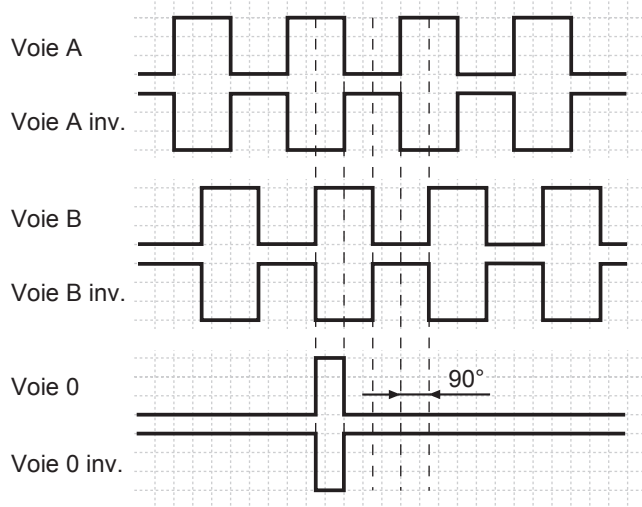 Voie A
Voie A inv.
Voie B
Voie B inv.
Voie 0
90°
Voie 0 inv.